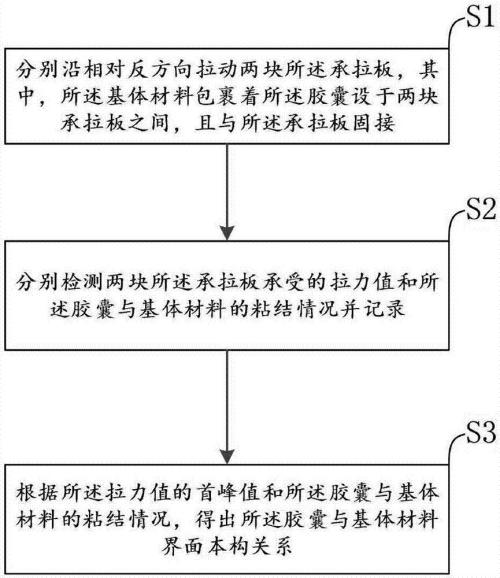 S1
分别沿相对反方向拉动两块所述承拉板，其
中，所述基体材料包裹着所述胶囊设于两块
承拉板之间，且与所述承拉板固接
S2
分别检测两块所述承拉板承受的拉力值和所
述胶囊与基体材料的粘结情况并记录
S3
根据所述拉力值的首峰值和所述胶囊与基体
材料的粘结情况，得出所述胶囊与基体材料
界面本构关系